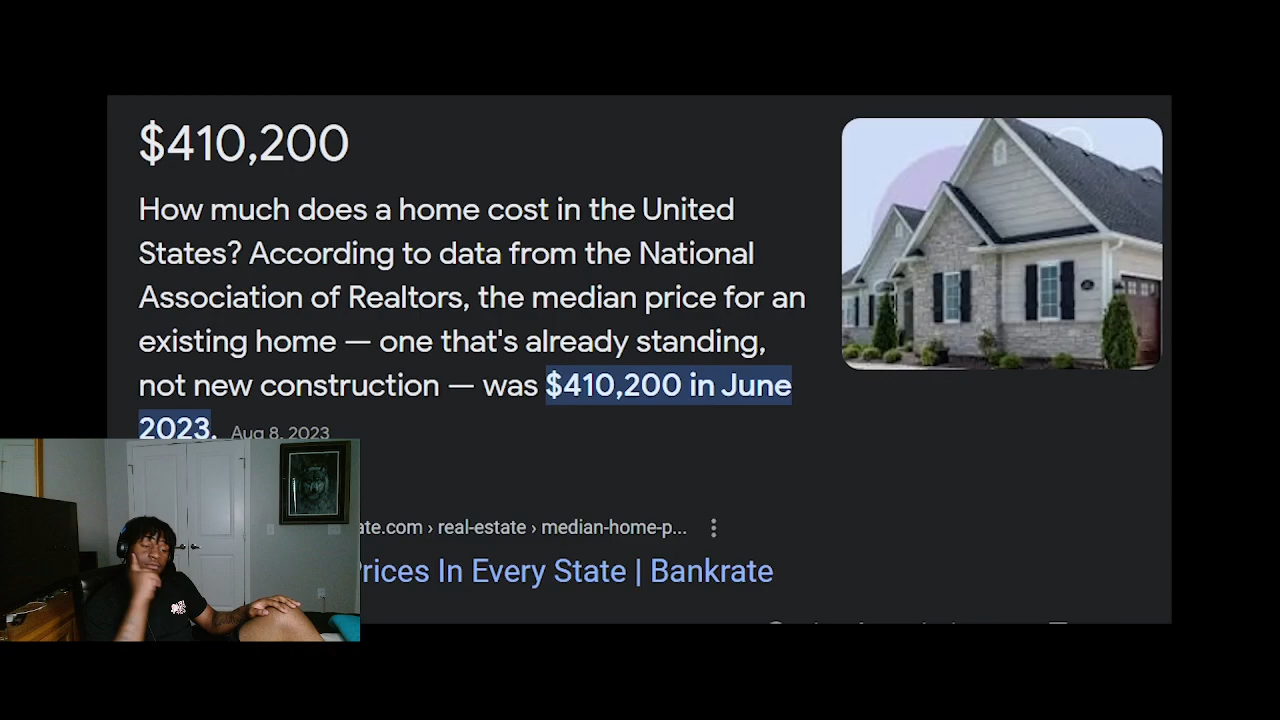 $410,200
How much does a home cost in the United
States? According to data from the National
Association of Realtors, the median price for an
existing home — one that's already standing,
not new construction — was $410,200 in June
2023. Aug 8, 2023
ate.com › real-estate › median-home-p...
Prices In Every State | Bankrate